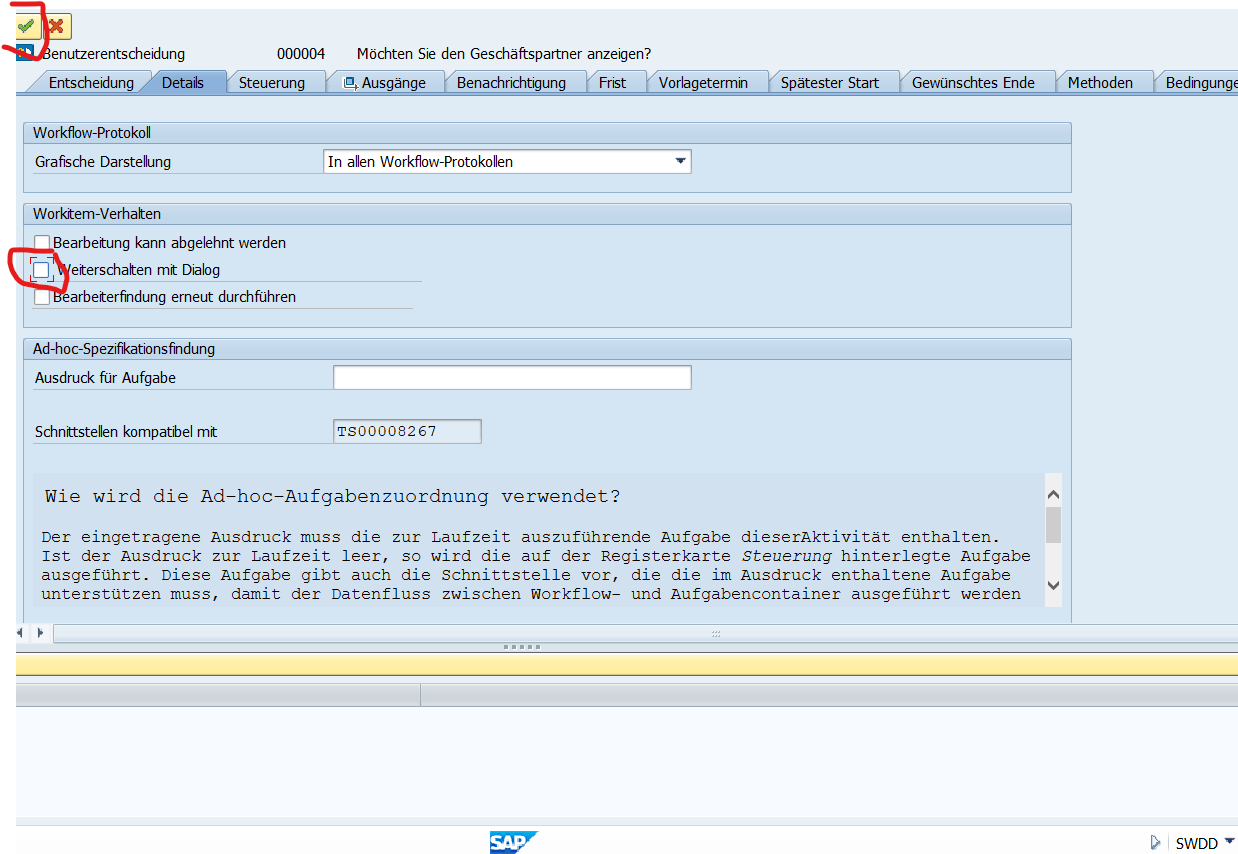 Benutzerentscheidung 000004 Möchten Sie den Geschäftspartner anzeigen?
Entscheidung Details Steuerung Ausgänge Benachrichtigung Frist Vorlagetermin Spätester Start Gewünschtes Ende Methoden Bedingunge
Workflow-Protokoll
Grafische Darstellung In allen Workflow-Protokollen
Workitem-Verhalten
Bearbeitung kann abgelehnt werden
Weiterschalten mit Dialog
Bearbeiterfindung erneut durchführen
Ad-hoc-Spezifikationsfindung
Ausdruck für Aufgabe
Schnittstellen kompatibel mit TS00008267
Wie wird die Ad-hoc-Aufgabenzuordnung verwendet?
Der eingetragene Ausdruck muss die zur Laufzeit auszuführende Aufgabe dieserAktivität enthalten.
Ist der Ausdruck zur Laufzeit leer, so wird die auf der Registerkarte Steuerung hinterlegte Aufgabe
ausgeführt. Diese Aufgabe gibt auch die Schnittstelle vor, die die im Ausdruck enthaltene Aufgabe
unterstützen muss, damit der Datenfluss zwischen Workflow- und Aufgabencontainer ausgeführt werden
SAP SWDD